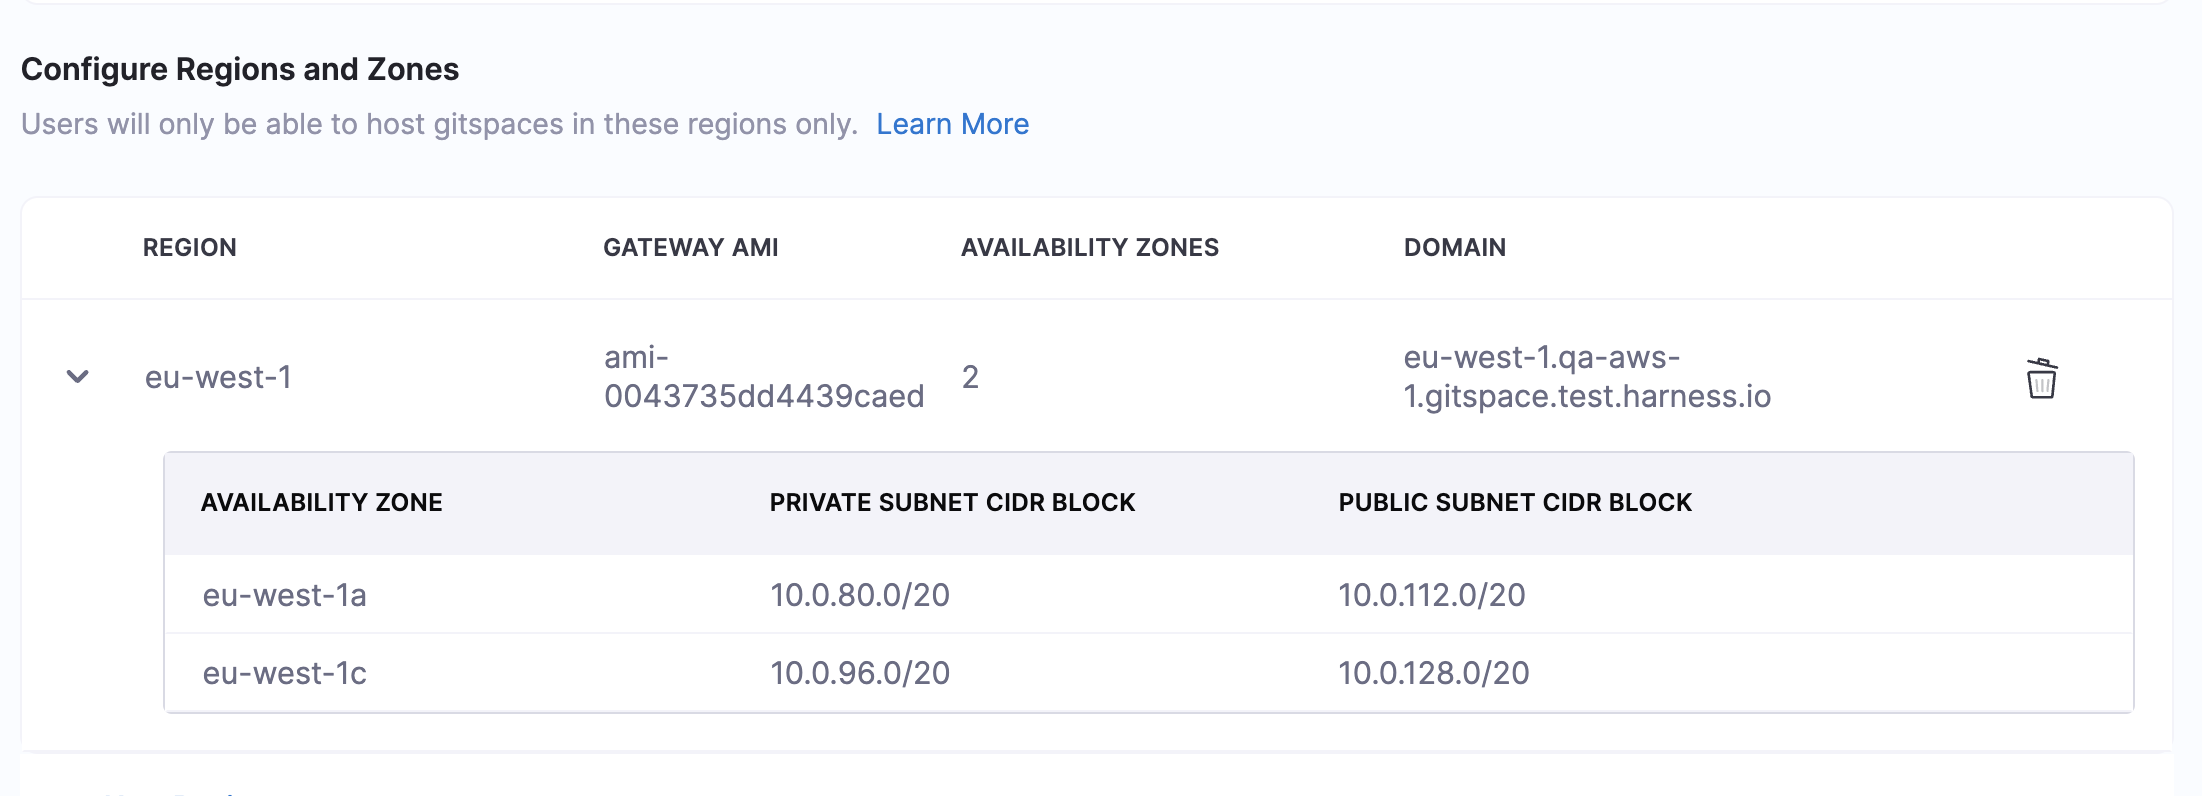 Configure Regions and Zones
Users will only be able to host gitspaces in these regions only. Learn More
REGION GATEWAY AMI AVAILABILITY ZONES DOMAIN
eu-west-1 ami-
0043735dd4439caed 2 eu-west-1.qa-aws-
1.gitspace.test.harness.io
AVAILABILITY ZONE PRIVATE SUBNET CIDR BLOCK PUBLIC SUBNET CIDR BLOCK
eu-west-1a 10.0.80.0/20 10.0.112.0/20
eu-west-1c 10.0.96.0/20 10.0.128.0/20